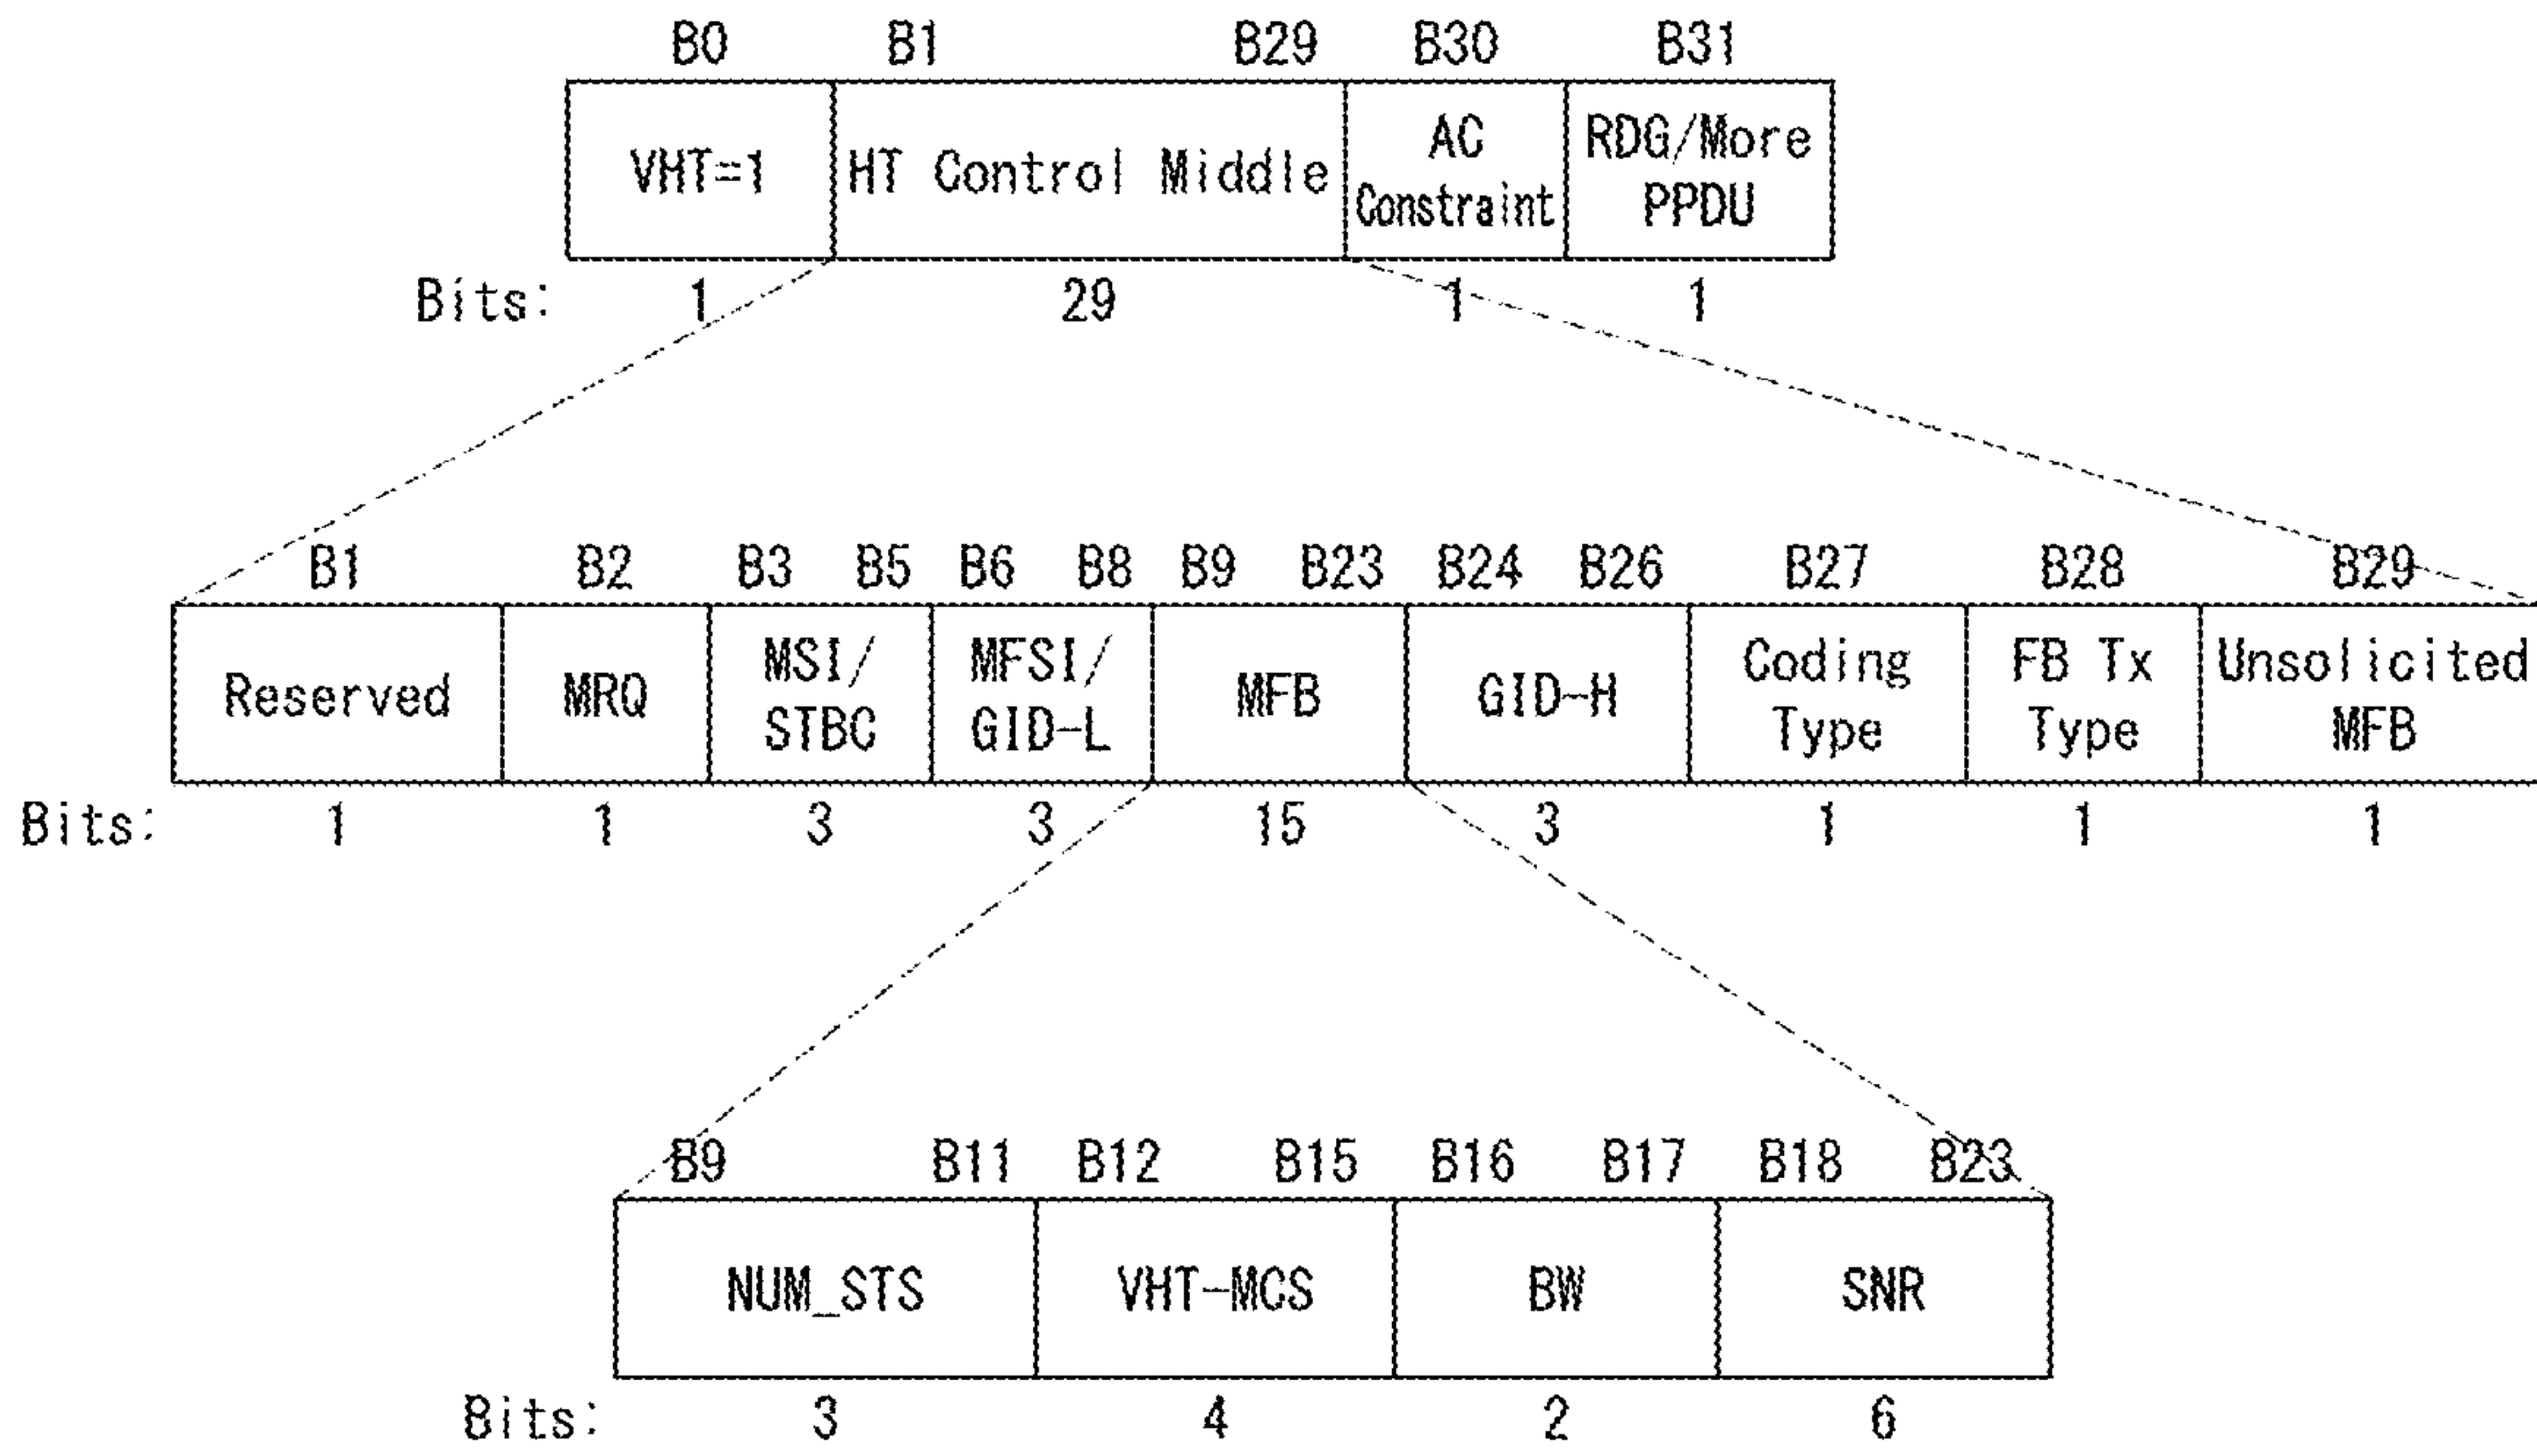 B0 B1 B29 B30 B31
VHT=1 HT Control Middle AC Constraint RDG/More PPDU
Bits: 1 29 1 1
B1 B2 B3 B5 B6 B8 B9 B23 B24 B26 B27 B28 B29
Reserved MRQ MSI/ STBC MFSI/ GID-L MFB GID-H Coding Type FB Tx Type Unsolicited MFB
Bits: 1 1 3 3 15 3 1 1 1
B9 B11 B12 B15 B16 B17 B18 B23
NUM_STS VHT-MCS BW SNR
Bits: 3 4 2 6